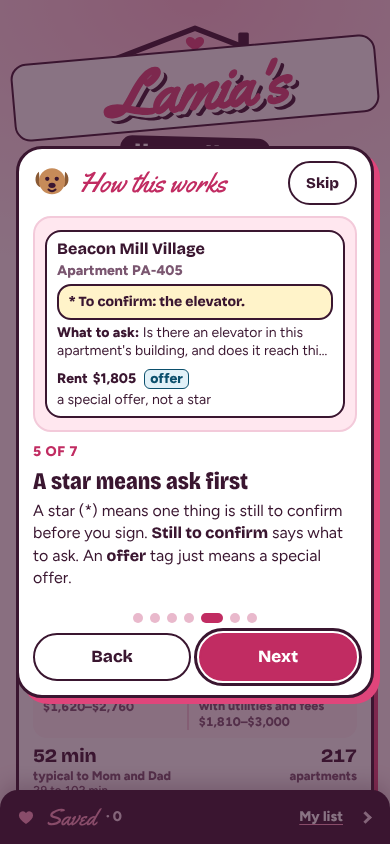 Lamia's
How this works
Skip
Beacon Mill Village
Apartment PA-405
* To confirm: the elevator.
What to ask: Is there an elevator in this
apartment's building, and does it reach thi...
Rent $1,805 offer
a special offer, not a star
5 OF 7
A star means ask first
A star (*) means one thing is still to confirm
before you sign. Still to confirm says what
to ask. An offer tag just means a special
offer.
Back
Next
$1,620–$2,760
with utilities and fees
$1,810–$3,000
52 min
217
typical to Mom and Dad
apartments
Saved · 0
My list